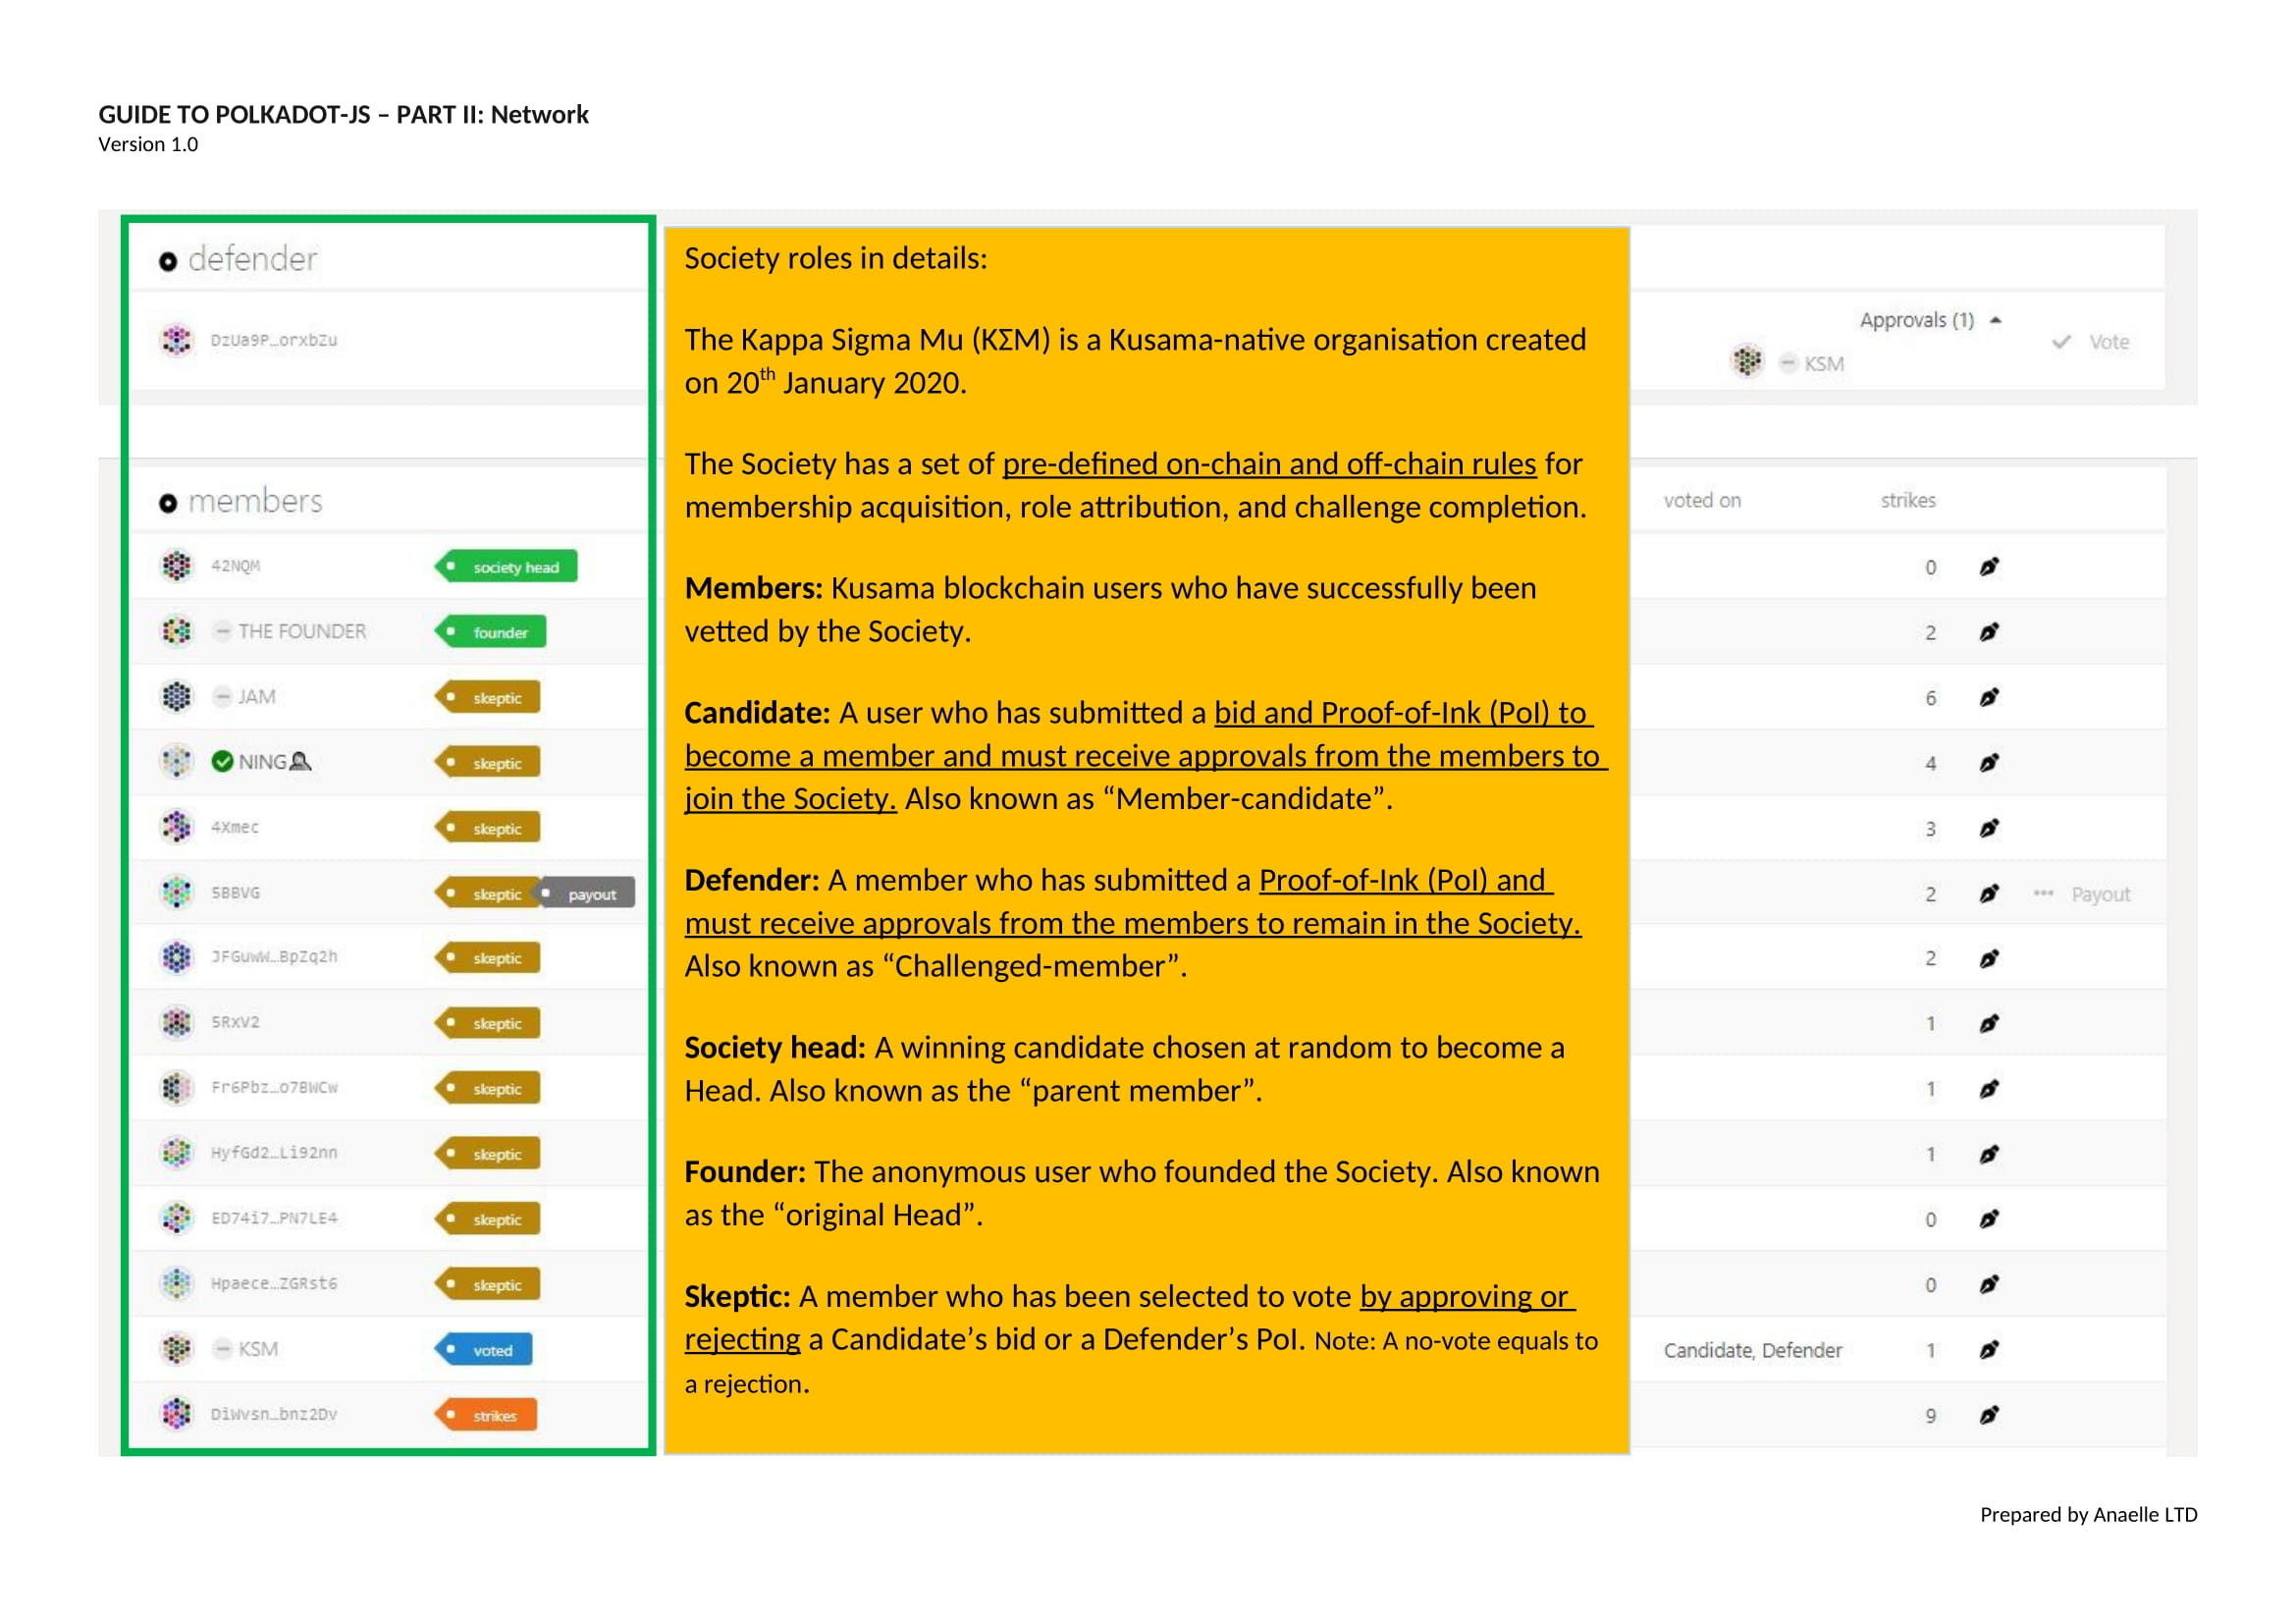 GUIDE TO POLKADOT-JS – PART II: Network
Version 1.0
defender
DzUa9P…orxbZu
Approvals (1)
KSM
Vote
members
voted on
strikes
42NQM
society head
0
THE FOUNDER
founder
2
JAM
skeptic
6
NING
skeptic
4
4Xmec
skeptic
3
5BBVG
skeptic
payout
2
Payout
JFGuwW…BpZq2h
skeptic
2
5RxV2
skeptic
1
Fr6Pbz…o7BWCw
skeptic
1
HyfGd2…Li92nn
skeptic
1
ED74i7…PN7LE4
skeptic
0
Hpaece…ZGRst6
skeptic
0
KSM
voted
Candidate, Defender
1
DiWvsn…bnz2Dv
strikes
9
Society roles in details:
The Kappa Sigma Mu (KΣM) is a Kusama-native organisation created
on 20th January 2020.
The Society has a set of pre-defined on-chain and off-chain rules for
membership acquisition, role attribution, and challenge completion.
Members: Kusama blockchain users who have successfully been
vetted by the Society.
Candidate: A user who has submitted a bid and Proof-of-Ink (PoI) to
become a member and must receive approvals from the members to
join the Society. Also known as “Member-candidate”.
Defender: A member who has submitted a Proof-of-Ink (PoI) and
must receive approvals from the members to remain in the Society.
Also known as “Challenged-member”.
Society head: A winning candidate chosen at random to become a
Head. Also known as the “parent member”.
Founder: The anonymous user who founded the Society. Also known
as the “original Head”.
Skeptic: A member who has been selected to vote by approving or
rejecting a Candidate’s bid or a Defender’s PoI. Note: A no-vote equals to
a rejection.
Prepared by Anaelle LTD